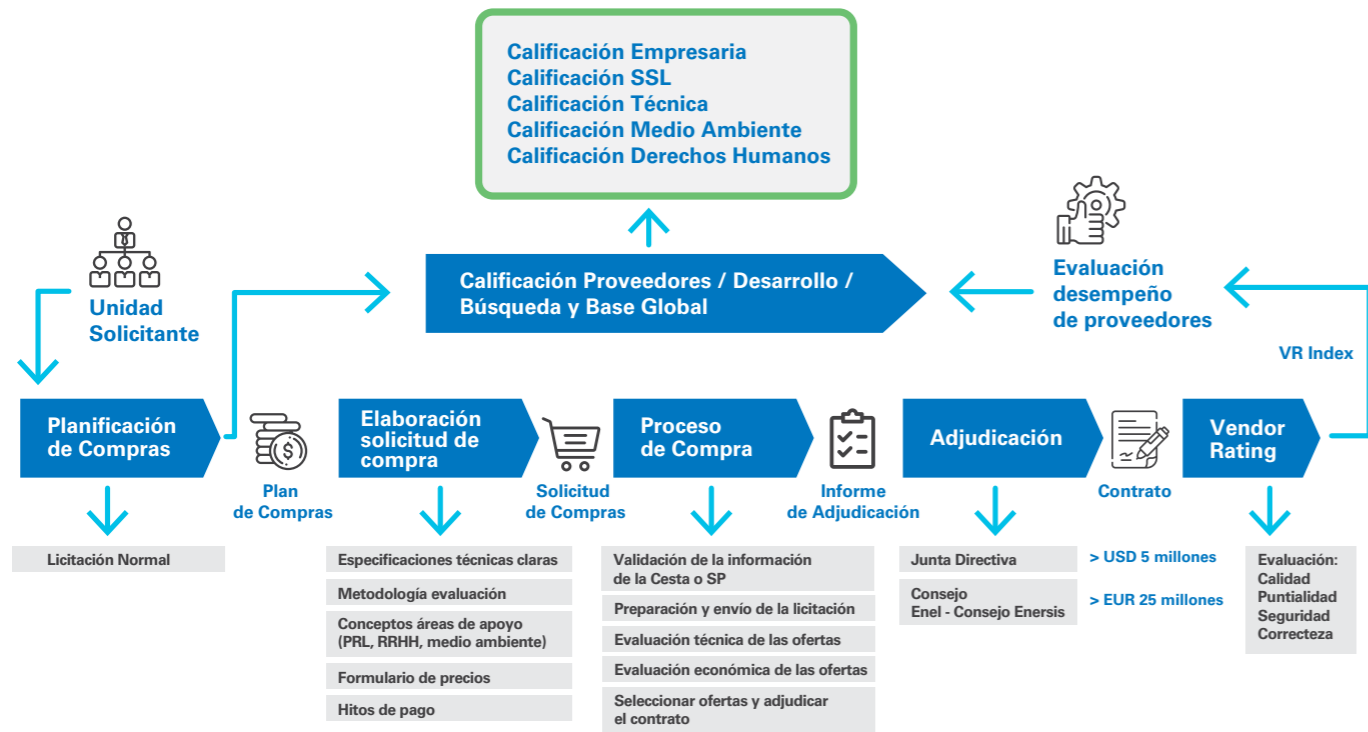 Calificación Empresaria
Calificación SSL
Calificación Técnica
Calificación Medio Ambiente
Calificación Derechos Humanos
Unidad
Solicitante
Calificación Proveedores / Desarrollo /
Búsqueda y Base Global
Evaluación
desempeño
de proveedores
VR Index
Planificación
de Compras
Plan
de Compras
Elaboración
solicitud de
compra
Solicitud
de Compras
Proceso
de Compra
Informe
de Adjudicación
Adjudicación
Contrato
Vendor
Rating
Licitación Normal
Especificaciones técnicas claras
Metodología evaluación
Conceptos áreas de apoyo
(PRL, RRHH, medio ambiente)
Formulario de precios
Hitos de pago
Validación de la información
de la Cesta o SP
Preparación y envío de la licitación
Evaluación técnica de las ofertas
Evaluación económica de las ofertas
Seleccionar ofertas y adjudicar
el contrato
Junta Directiva
> USD 5 millones
Consejo
Enel - Consejo Enersis
> EUR 25 millones
Evaluación:
Calidad
Puntialidad
Seguridad
Correcteza